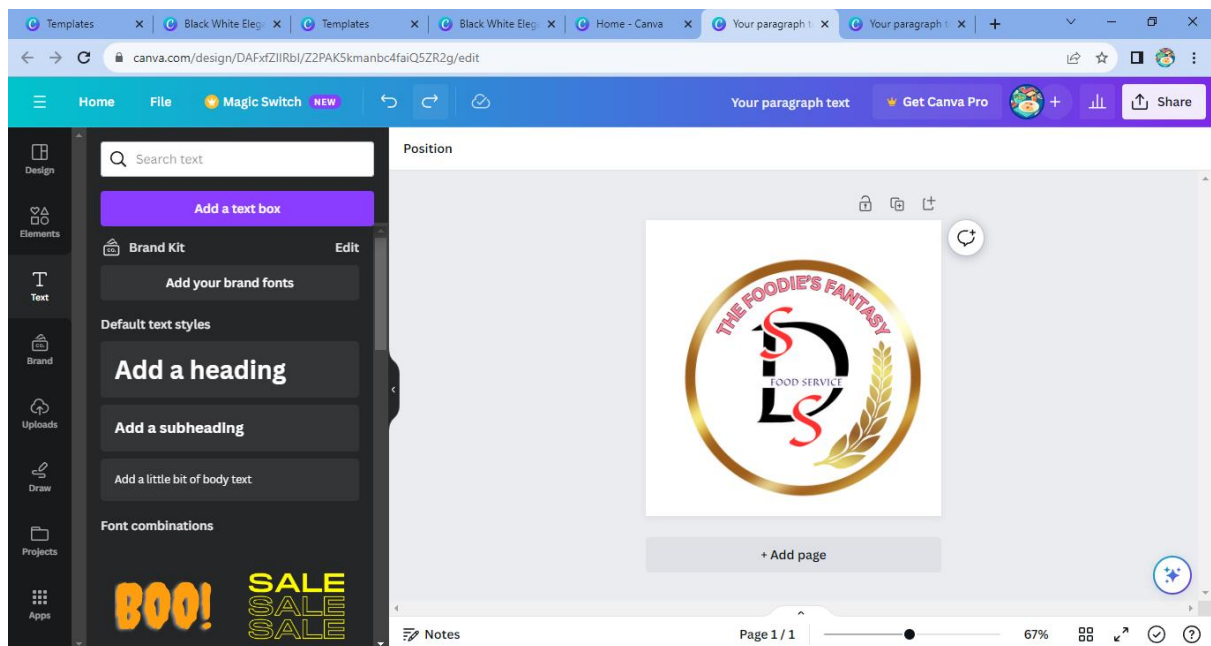 Templates
Black White Eleg
Templates
Black White Eleg
Home - Canva
Your paragraph t
Your paragraph t
canva.com/design/DAFxfZIIRbI/Z2PAK5kmanbc4faiQ5ZR2g/edit
Home File Magic Switch NEW
Your paragraph text
Get Canva Pro
Share
Design
Elements
Text
Brand
Uploads
Draw
Projects
Apps
Search text
Add a text box
Brand Kit Edit
Add your brand fonts
Default text styles
Add a heading
Add a subheading
Add a little bit of body text
Font combinations
BOO!
SALE
SALE
SALE
Position
THE FOODIE'S FANTASY
S
D
FOOD SERVICE
S
+ Add page
Notes
Page 1 / 1
67%